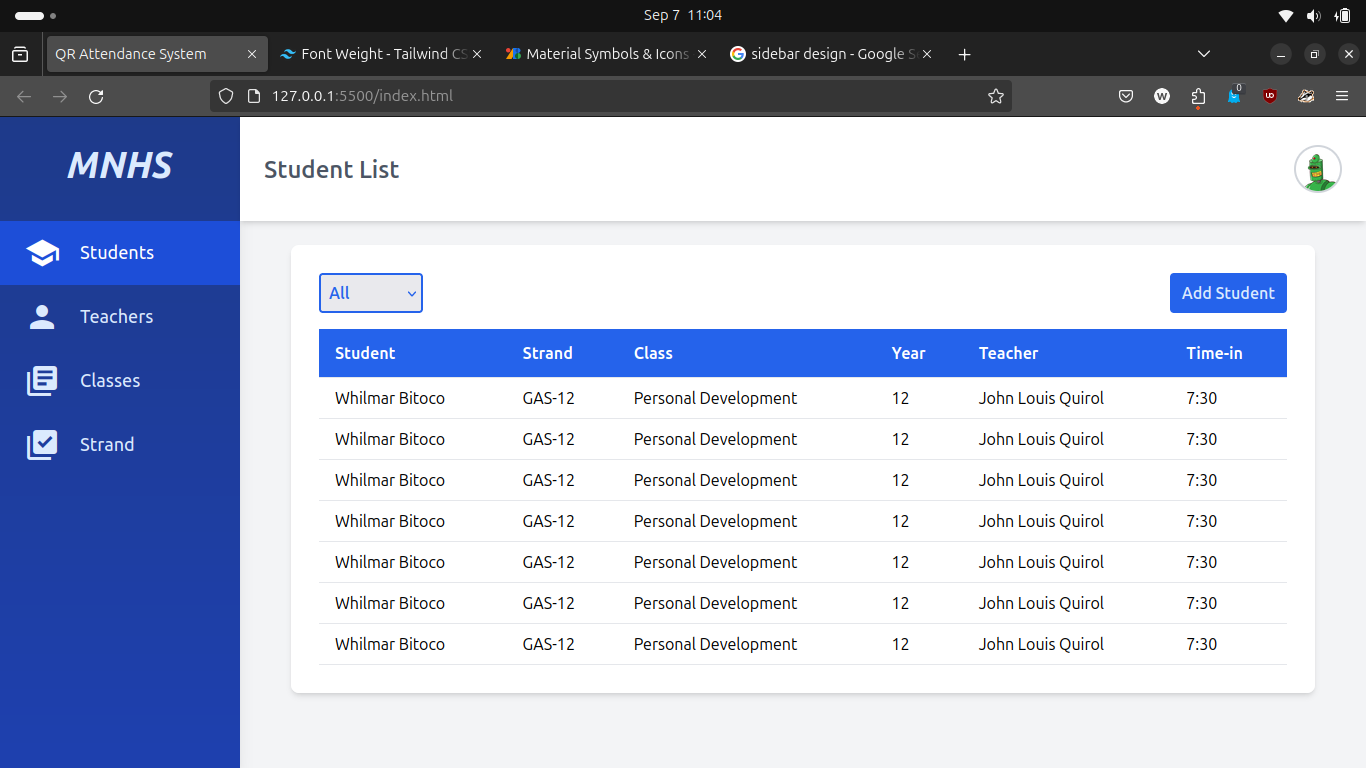 Sep 7 11:04
QR Attendance System
Font Weight - Tailwind CS
Material Symbols & Icons
sidebar design - Google S
127.0.0.1:5500/index.html
W
0
UD
MNHS
Student List
Students
Teachers
Classes
Strand
All
Add Student
Student Strand Class Year Teacher Time-in
Whilmar Bitoco GAS-12 Personal Development 12 John Louis Quirol 7:30
Whilmar Bitoco GAS-12 Personal Development 12 John Louis Quirol 7:30
Whilmar Bitoco GAS-12 Personal Development 12 John Louis Quirol 7:30
Whilmar Bitoco GAS-12 Personal Development 12 John Louis Quirol 7:30
Whilmar Bitoco GAS-12 Personal Development 12 John Louis Quirol 7:30
Whilmar Bitoco GAS-12 Personal Development 12 John Louis Quirol 7:30
Whilmar Bitoco GAS-12 Personal Development 12 John Louis Quirol 7:30